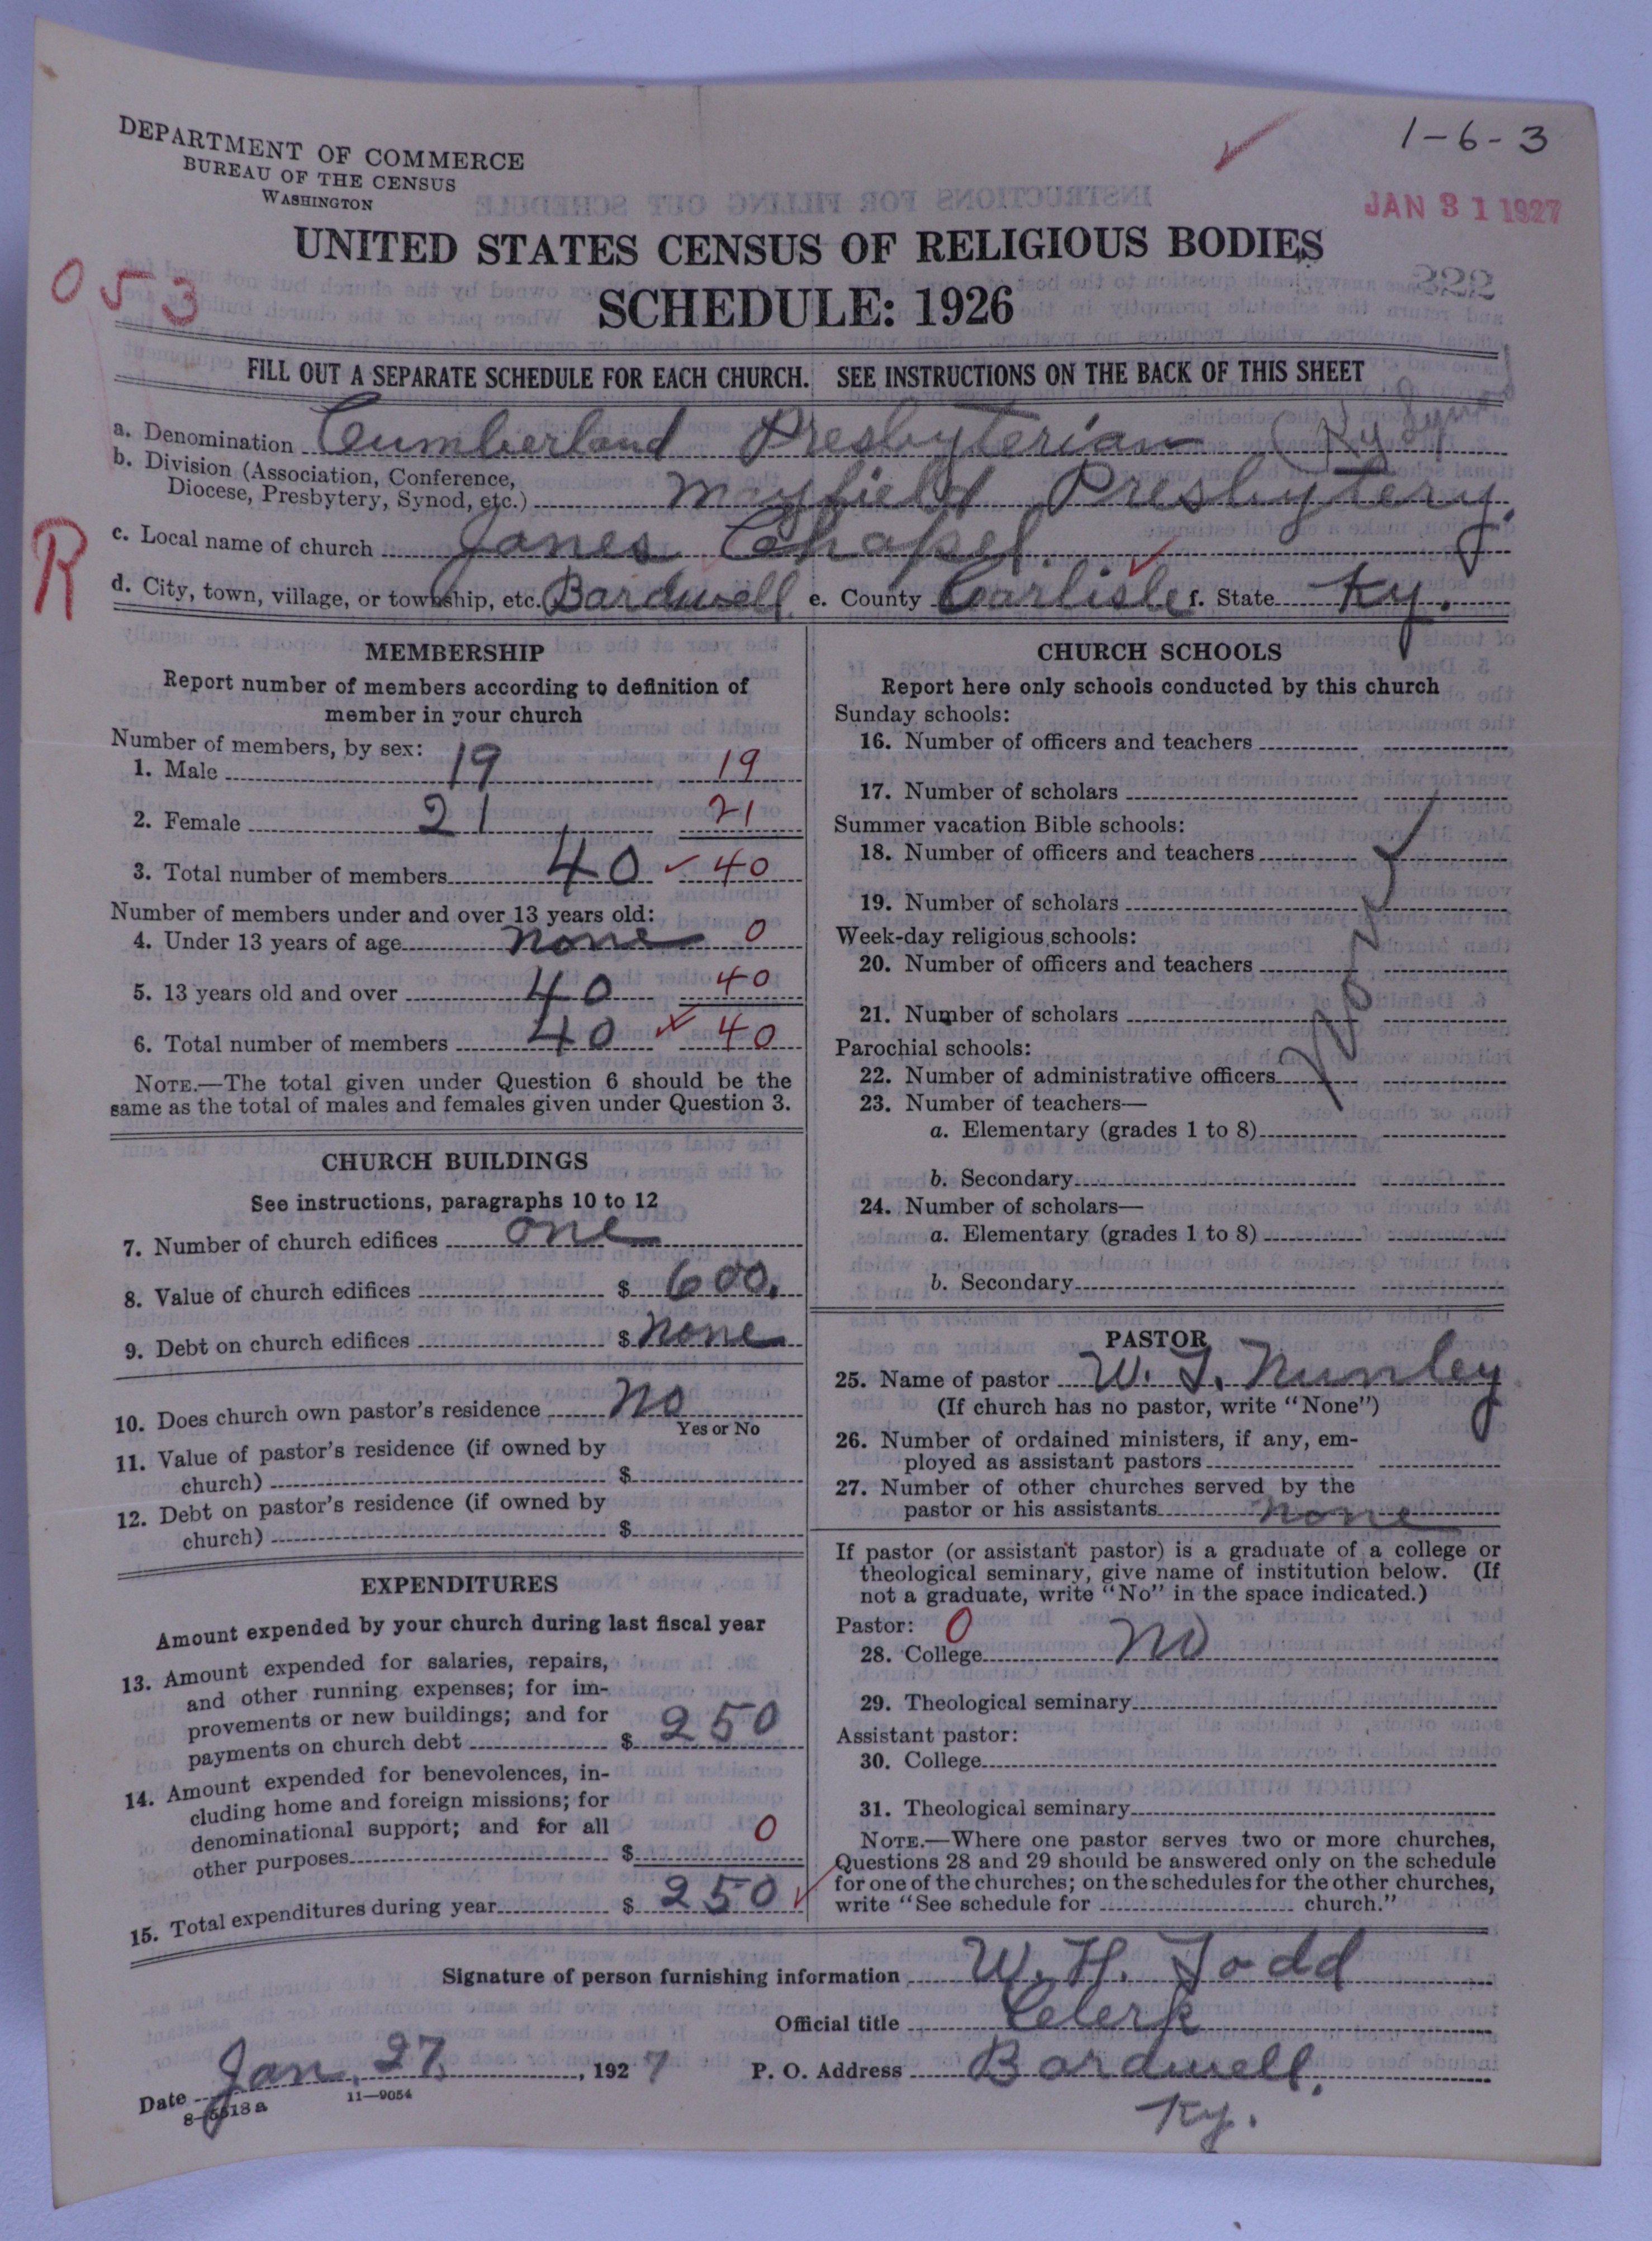 DEPARTMENT OF COMMERCE
BUREAU OF THE CENSUS
WASHINGTON
1-6-3
JAN 31 1927
UNITED STATES CENSUS OF RELIGIOUS BODIES
053
SCHEDULE: 1926
FILL OUT A SEPARATE SCHEDULE FOR EACH CHURCH. SEE INSTRUCTIONS ON THE BACK OF THIS SHEET
a. Denomination Cumberland Presbyterian (Ky Synod)
b. Division (Association, Conference,
Diocese, Presbytery, Synod, etc.) Mayfield Presbytery.
R
c. Local name of church Janes Chapel.
d. City, town, village, or township, etc. Bardwell e. County Carlisle f. State Ky.
MEMBERSHIP
Report number of members according to definition of
member in your church
Number of members, by sex:
1. Male 19 19
2. Female 21 21
3. Total number of members 40 ✓ 40
Number of members under and over 13 years old:
4. Under 13 years of age none 0
5. 13 years old and over 40 40
6. Total number of members 40 40
NOTE.—The total given under Question 6 should be the
same as the total of males and females given under Question 3.
CHURCH BUILDINGS
See instructions, paragraphs 10 to 12
7. Number of church edifices one
8. Value of church edifices $ 600.
9. Debt on church edifices $ none
10. Does church own pastor's residence no
Yes or No
11. Value of pastor's residence (if owned by
church) $
12. Debt on pastor's residence (if owned by
church) $
EXPENDITURES
Amount expended by your church during last fiscal year
13. Amount expended for salaries, repairs,
and other running expenses; for im-
provements or new buildings; and for
payments on church debt $ 250
14. Amount expended for benevolences, in-
cluding home and foreign missions; for
denominational support; and for all
other purposes $ 0
15. Total expenditures during year $ 250 ✓
CHURCH SCHOOLS
Report here only schools conducted by this church
Sunday schools:
16. Number of officers and teachers
17. Number of scholars
Summer vacation Bible schools:
18. Number of officers and teachers
19. Number of scholars
None
Week-day religious schools:
20. Number of officers and teachers
21. Number of scholars
Parochial schools:
22. Number of administrative officers
23. Number of teachers—
a. Elementary (grades 1 to 8)
b. Secondary
24. Number of scholars—
a. Elementary (grades 1 to 8)
b. Secondary
PASTOR
25. Name of pastor W. T. Nunley
(If church has no pastor, write "None")
26. Number of ordained ministers, if any, em-
ployed as assistant pastors
27. Number of other churches served by the
pastor or his assistants none
If pastor (or assistant pastor) is a graduate of a college or
theological seminary, give name of institution below. (If
not a graduate, write "No" in the space indicated.)
Pastor: 0
28. College no
29. Theological seminary
Assistant pastor:
30. College
31. Theological seminary
NOTE.—Where one pastor serves two or more churches,
Questions 28 and 29 should be answered only on the schedule
for one of the churches; on the schedules for the other churches,
write "See schedule for church."
Signature of person furnishing information W. H. Todd
Official title Clerk
Date Jan. 27, 1927 P. O. Address Bardwell,
Ky.
8-5518a 11—9054